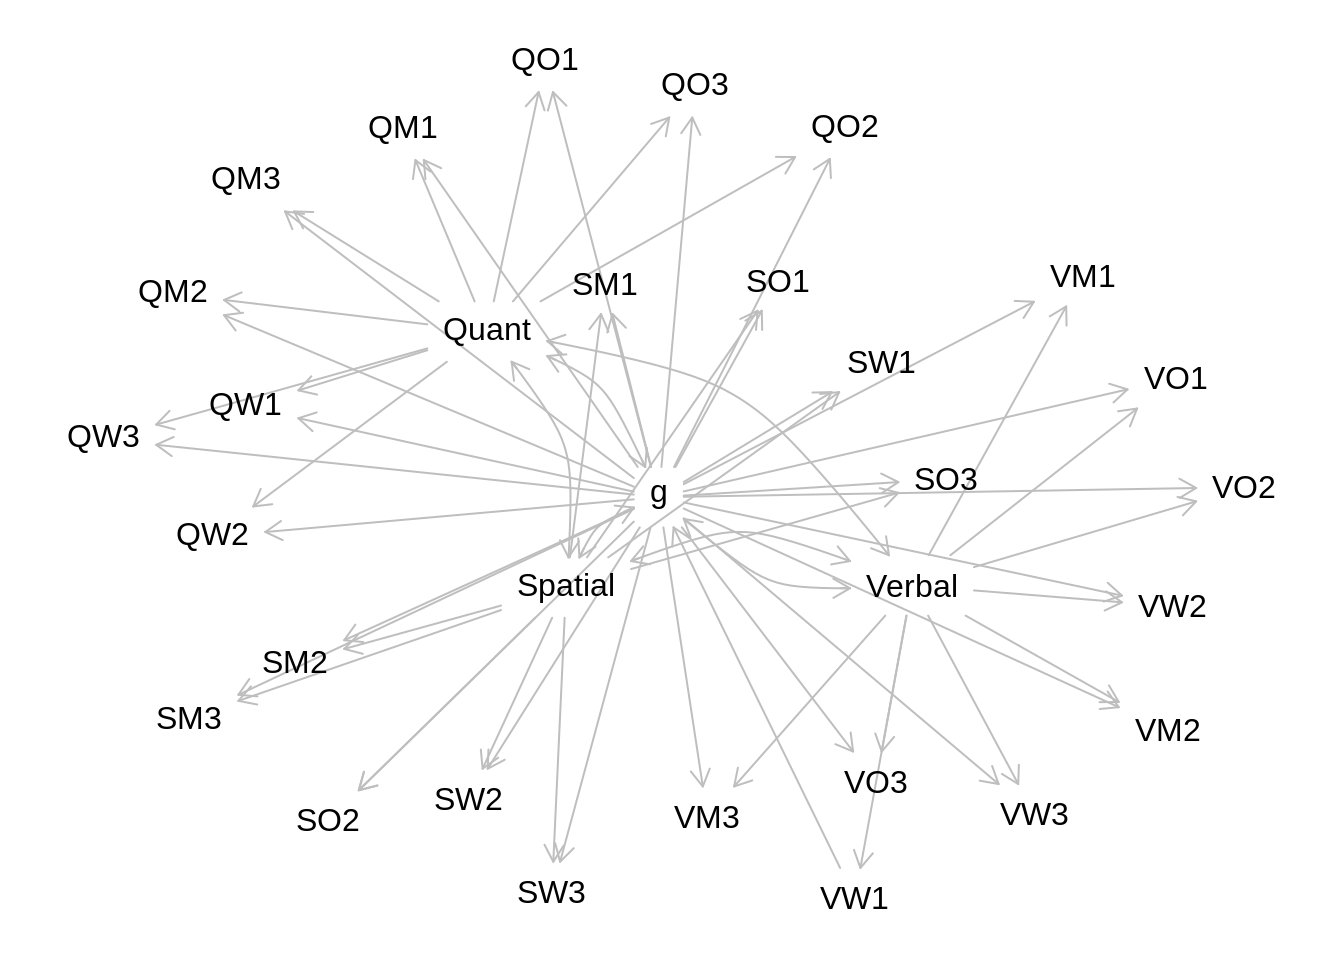 QO1
QO3
QM1
QO2
QM3
SM1
SO1
VM1
QM2
Quant
SW1
VO1
QW1
QW3
g
SO3
VO2
QW2
Spatial
Verbal
VW2
SM2
SM3
VM2
SO2
SW2
VM3
VO3
VW3
SW3
VW1